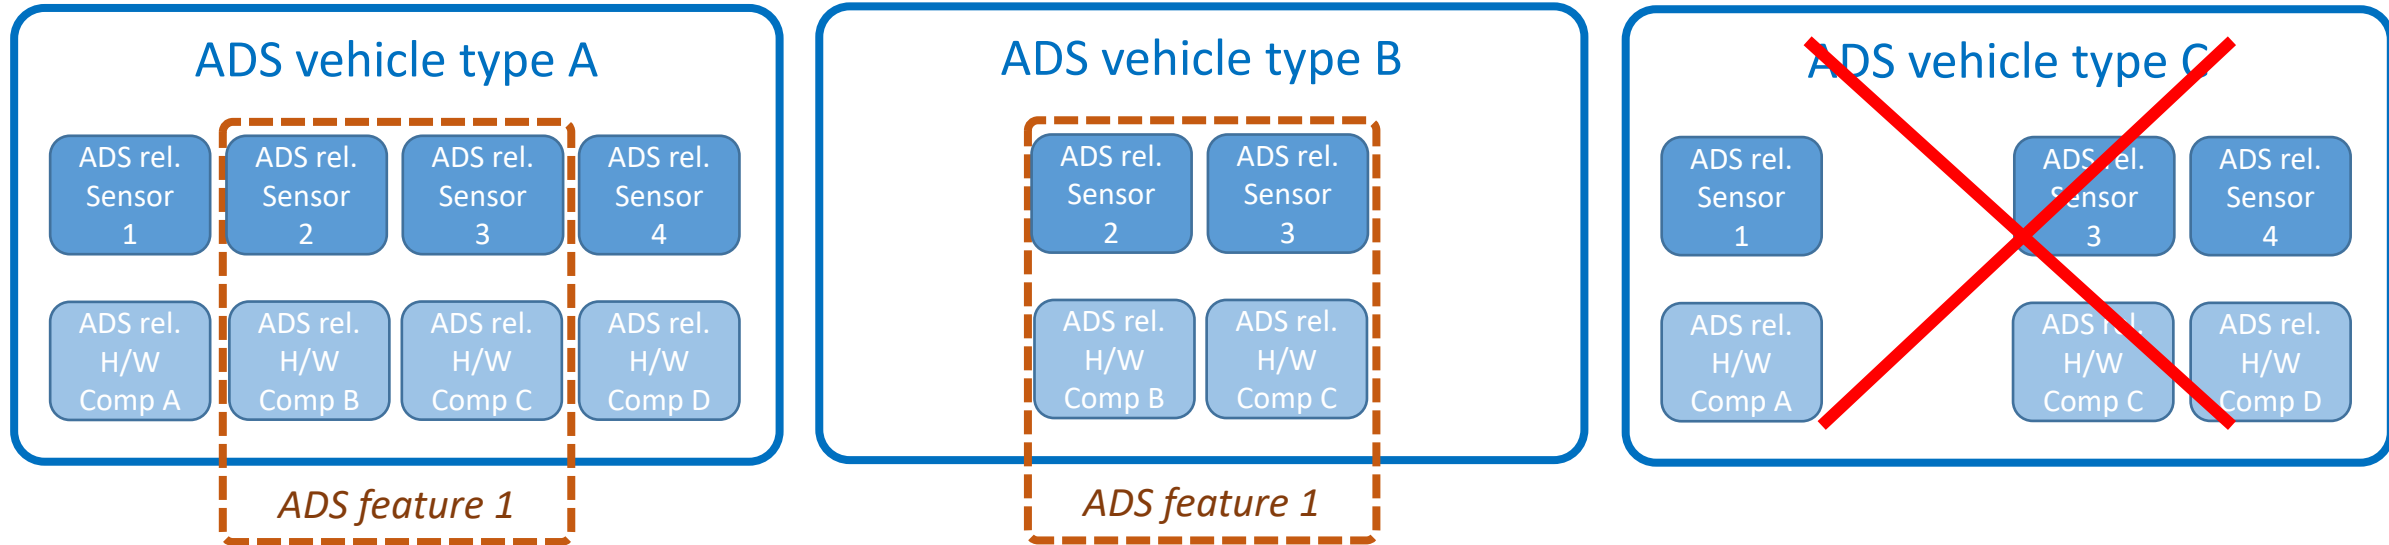 ADS vehicle type A
ADS rel.
Sensor
1
ADS rel.
Sensor
2
ADS rel.
Sensor
3
ADS rel.
Sensor
4
ADS rel.
H/W
Comp A
ADS rel.
H/W
Comp B
ADS rel.
H/W
Comp C
ADS rel.
H/W
Comp D
ADS feature 1
ADS vehicle type B
ADS rel.
Sensor
2
ADS rel.
Sensor
3
ADS rel.
H/W
Comp B
ADS rel.
H/W
Comp C
ADS feature 1
ADS vehicle type C
ADS rel.
Sensor
1
ADS rel.
Sensor
3
ADS rel.
Sensor
4
ADS rel.
H/W
Comp A
ADS rel.
H/W
Comp C
ADS rel.
H/W
Comp D